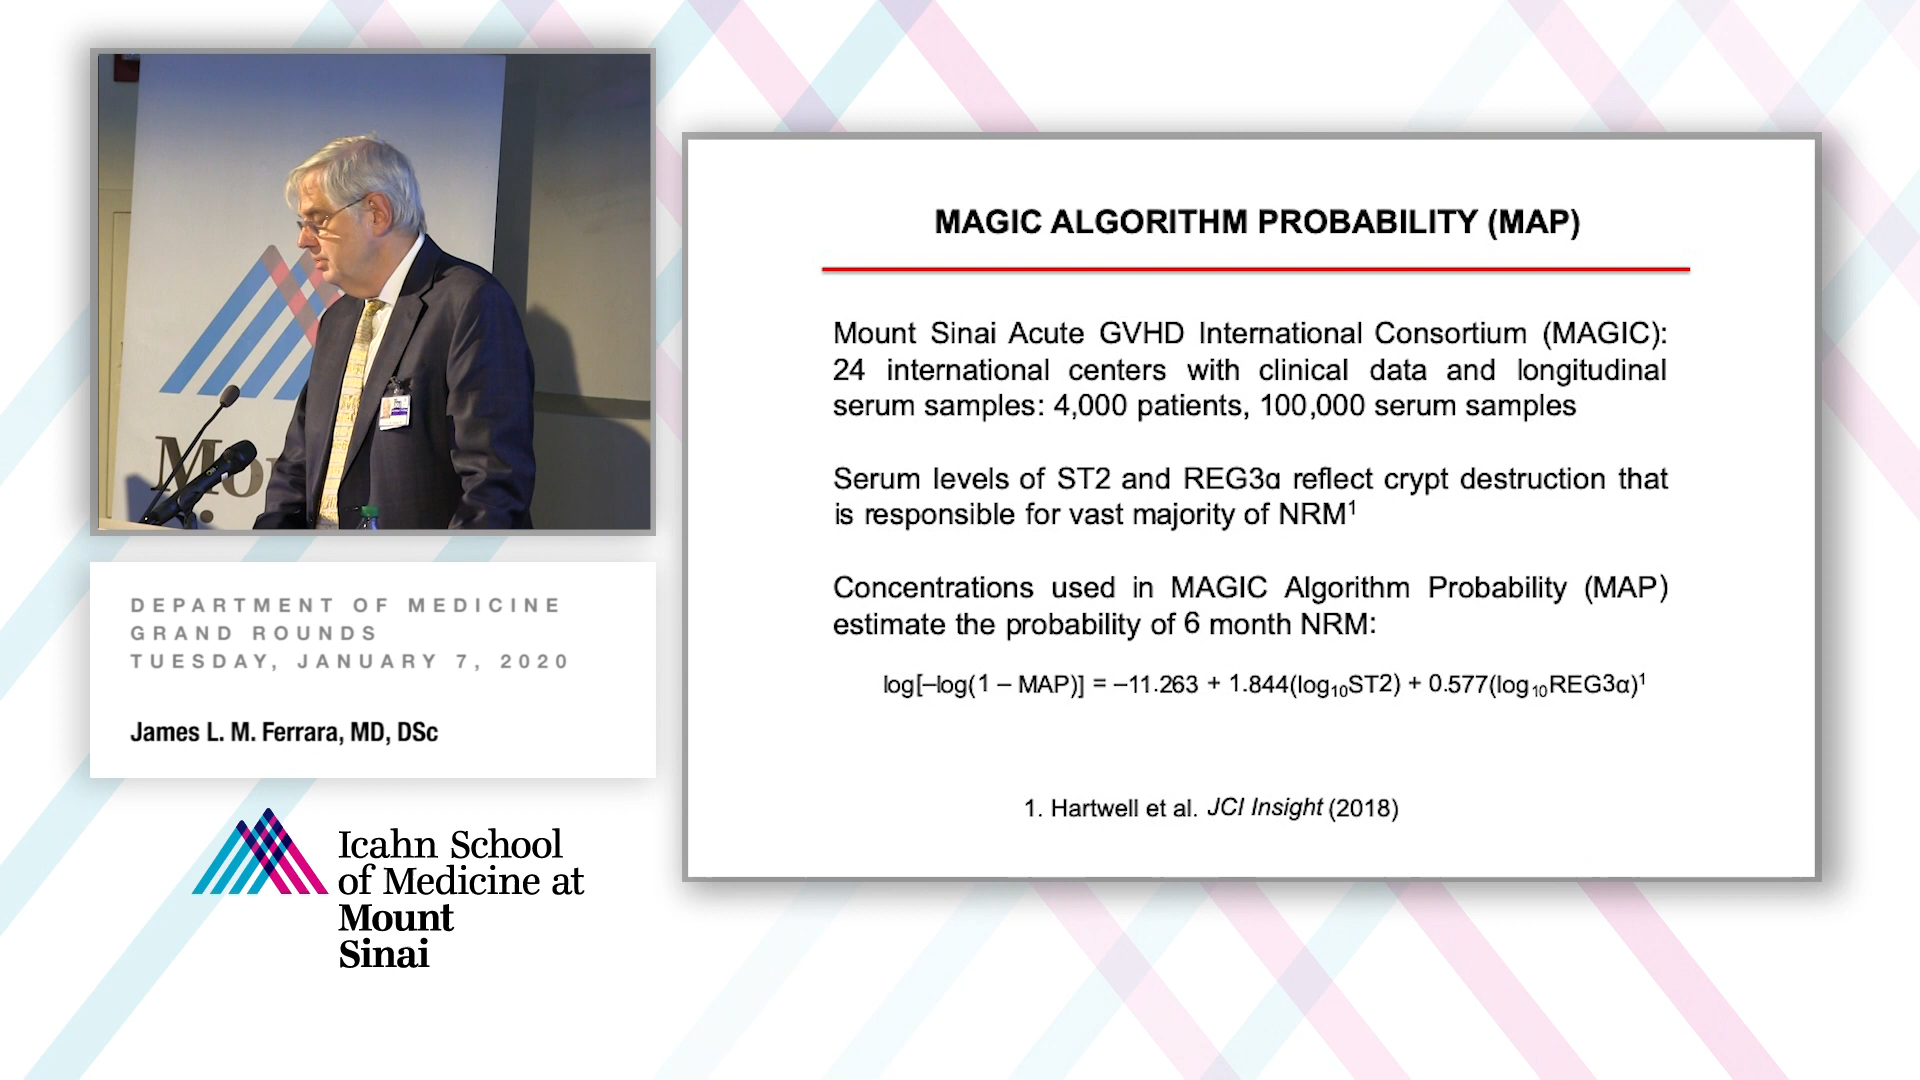 MAGIC ALGORITHM PROBABILITY (MAP)
Mount Sinai Acute GVHD International Consortium (MAGIC):
24 international centers with clinical data and longitudinal
serum samples: 4,000 patients, 100,000 serum samples
Serum levels of ST2 and REG3α reflect crypt destruction that
is responsible for vast majority of NRM¹
Concentrations used in MAGIC Algorithm Probability (MAP)
estimate the probability of 6 month NRM:
log[–log(1 – MAP)] = –11.263 + 1.844(log₁₀ST2) + 0.577(log₁₀REG3α)¹
1. Hartwell et al. JCI Insight (2018)
DEPARTMENT OF MEDICINE
GRAND ROUNDS
TUESDAY, JANUARY 7, 2020
James L. M. Ferrara, MD, DSc
Icahn School
of Medicine at
Mount
Sinai